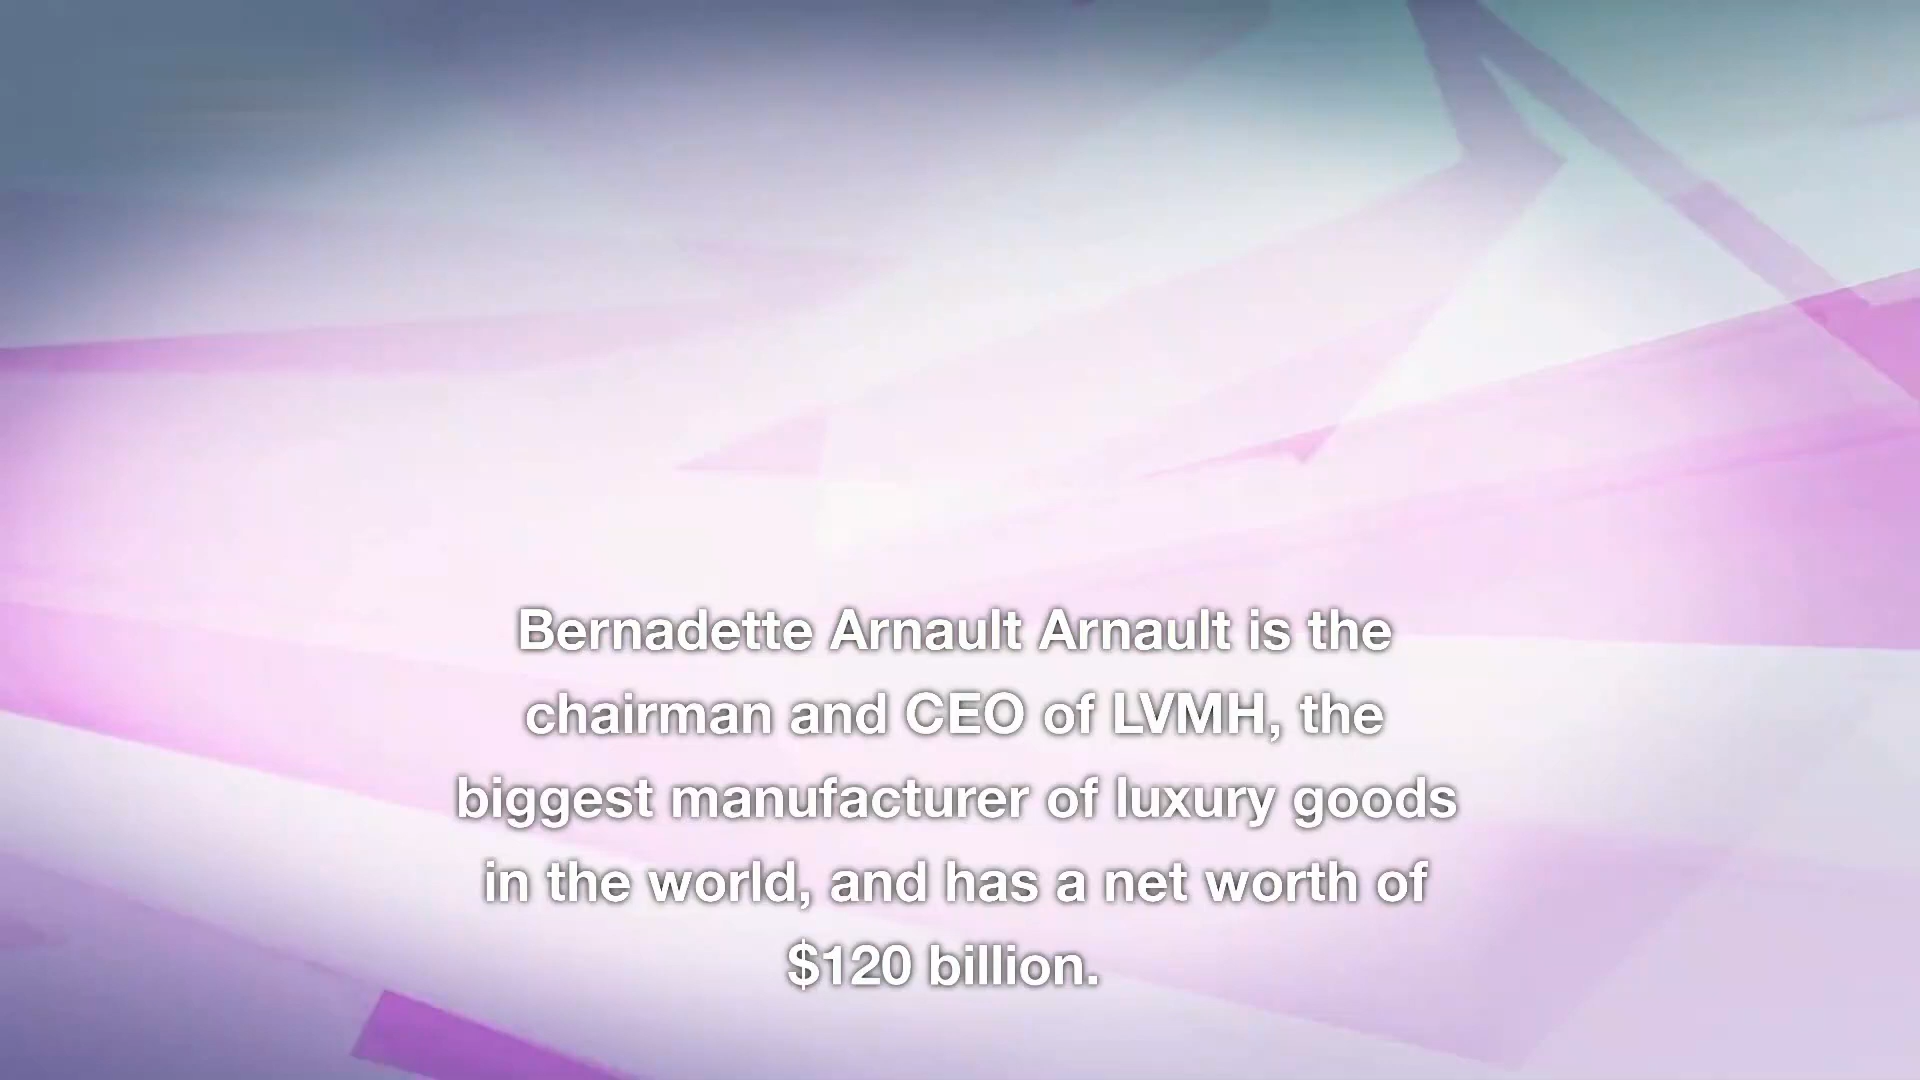 Bernadette Arnault Arnault is the
chairman and CEO of LVMH, the
biggest manufacturer of luxury goods
in the world, and has a net worth of
$120 billion.